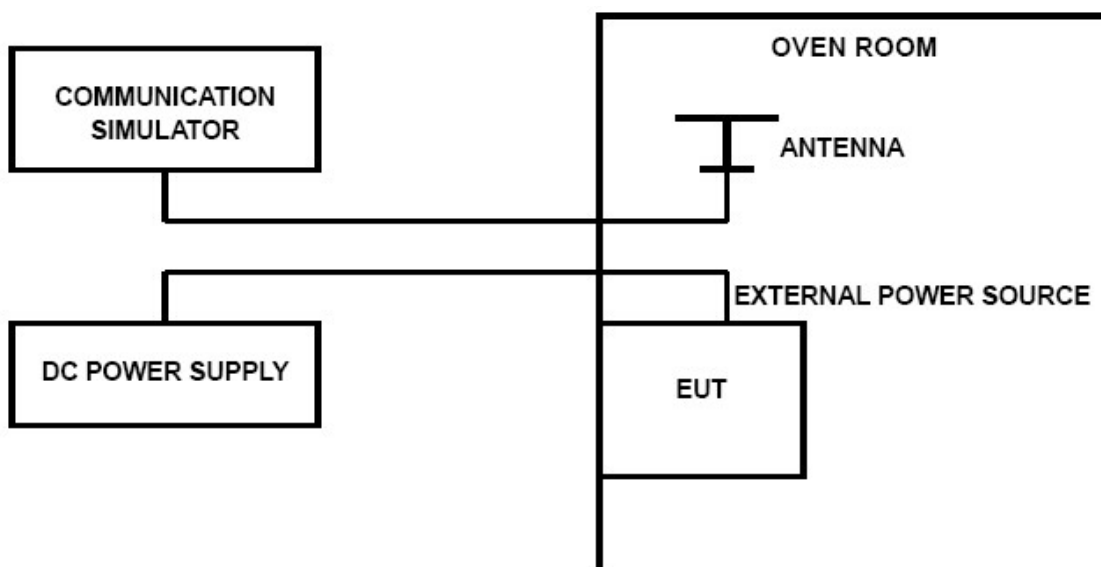 OVEN ROOM
COMMUNICATION
SIMULATOR
ANTENNA
EXTERNAL POWER SOURCE
DC POWER SUPPLY
EUT